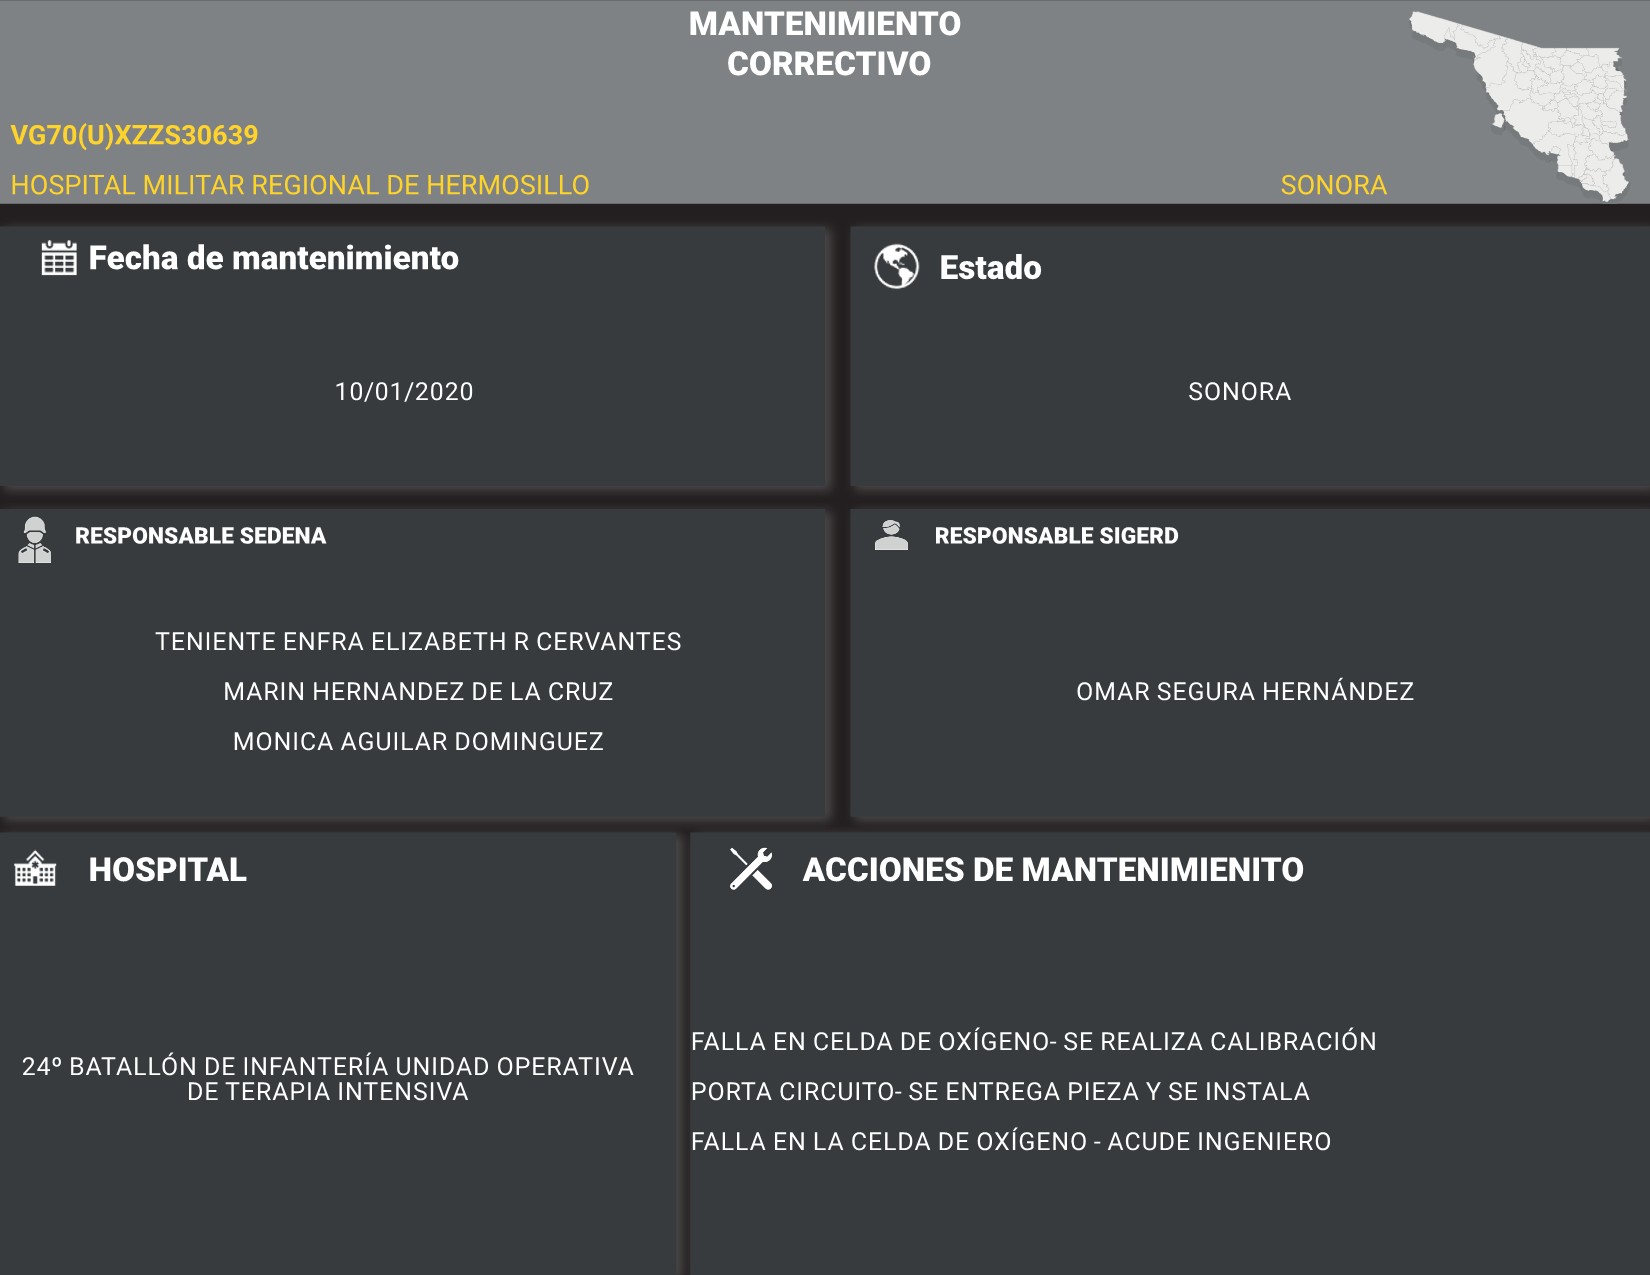 MANTENIMIENTO
CORRECTIVO
VG70(U)XZZS30639
HOSPITAL MILITAR REGIONAL DE HERMOSILLO
SONORA
Fecha de mantenimiento
10/01/2020
Estado
SONORA
RESPONSABLE SEDENA
TENIENTE ENFRA ELIZABETH R CERVANTES
MARIN HERNANDEZ DE LA CRUZ
MONICA AGUILAR DOMINGUEZ
RESPONSABLE SIGERD
OMAR SEGURA HERNÁNDEZ
HOSPITAL
24º BATALLÓN DE INFANTERÍA UNIDAD OPERATIVA
DE TERAPIA INTENSIVA
ACCIONES DE MANTENIMIENITO
FALLA EN CELDA DE OXÍGENO- SE REALIZA CALIBRACIÓN
PORTA CIRCUITO- SE ENTREGA PIEZA Y SE INSTALA
FALLA EN LA CELDA DE OXÍGENO - ACUDE INGENIERO